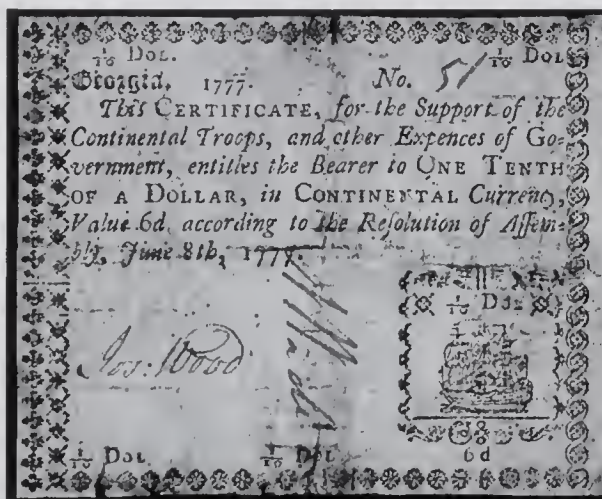 1/10 DOL. 1/10 DOL
Georgia, 1777. No. 51
This CERTIFICATE, for the Support of the
Continental Troops, and other Expences of Go-
vernment, entitles the Bearer to ONE TENTH
OF A DOLLAR, in CONTINENTAL Currency,
Value 6d. according to the Reſolution of Aſſem-
bly, June 8th, 1777.
1/10 Dol
Jos: Wood
1/10 DOL. 1/10 DOL
6d